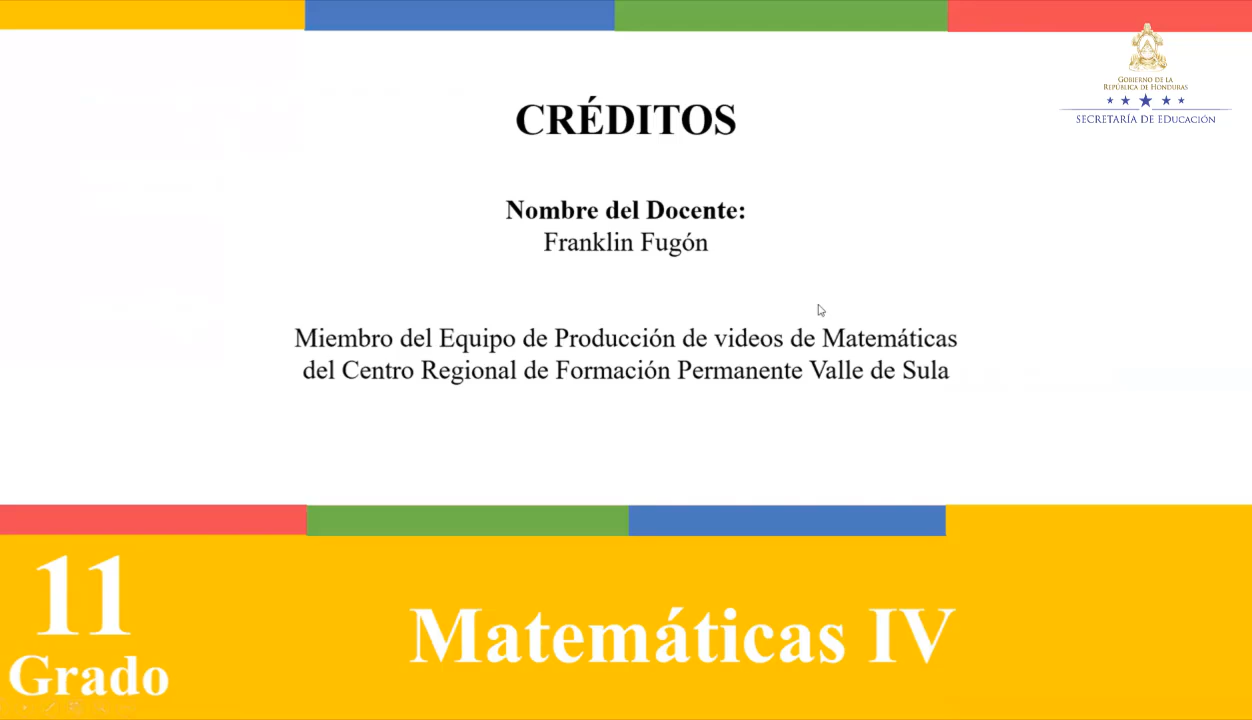 GOBIERNO DE LA
REPÚBLICA DE HONDURAS
SECRETARÍA DE EDUCACIÓN
CRÉDITOS
Nombre del Docente:
Franklin Fugón
Miembro del Equipo de Producción de videos de Matemáticas
del Centro Regional de Formación Permanente Valle de Sula
11
Grado
Matemáticas IV